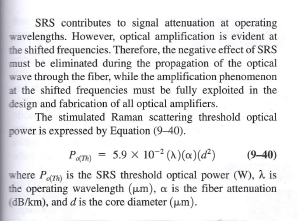 SRS contributes to signal attenuation at operating
wavelengths. However, optical amplification is evident at
the shifted frequencies. Therefore, the negative effect of SRS
must be eliminated during the propagation of the optical
wave through the fiber, while the amplification phenomenon
at the shifted frequencies must be fully exploited in the
design and fabrication of all optical amplifiers.
The stimulated Raman scattering threshold optical
power is expressed by Equation (9–40).
Po(Th) = 5.9 × 10⁻² (λ)(α)(d²) (9–40)
where Po(Th) is the SRS threshold optical power (W), λ is
the operating wavelength (μm), α is the fiber attenuation
(dB/km), and d is the core diameter (μm).